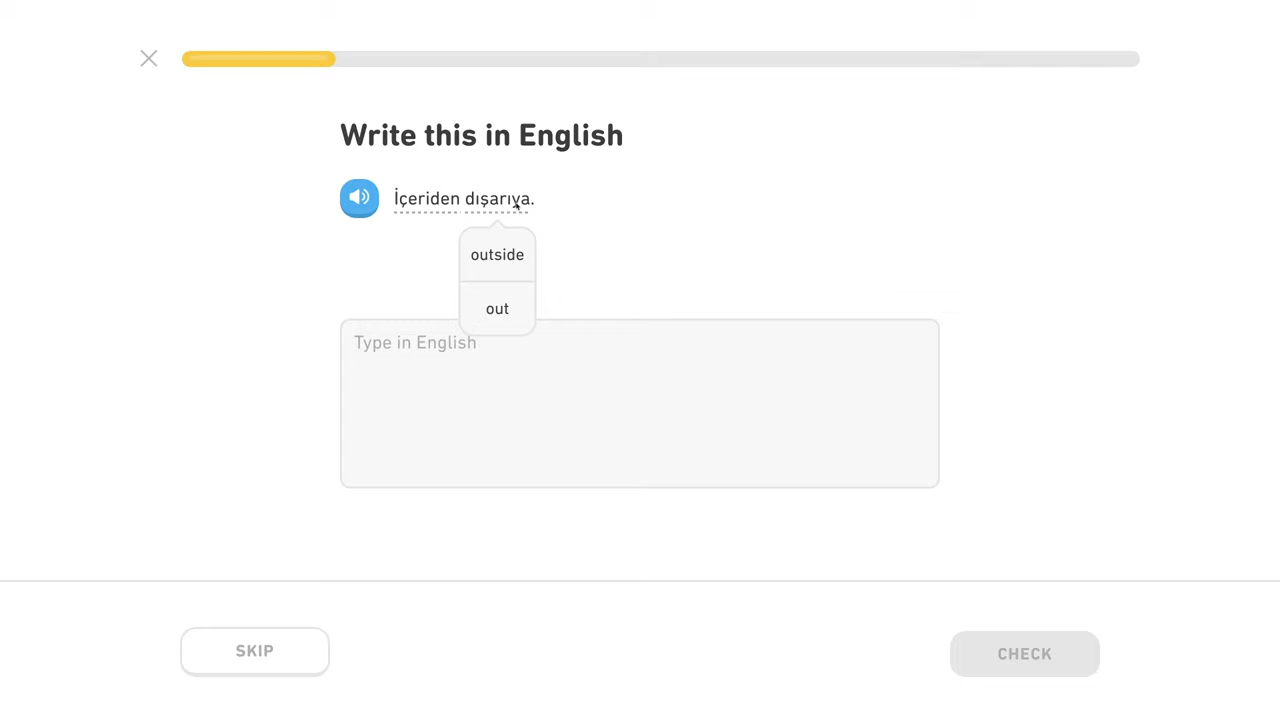 Write this in English
İçeriden dışarıya.
outside
out
Type in English
SKIP
CHECK